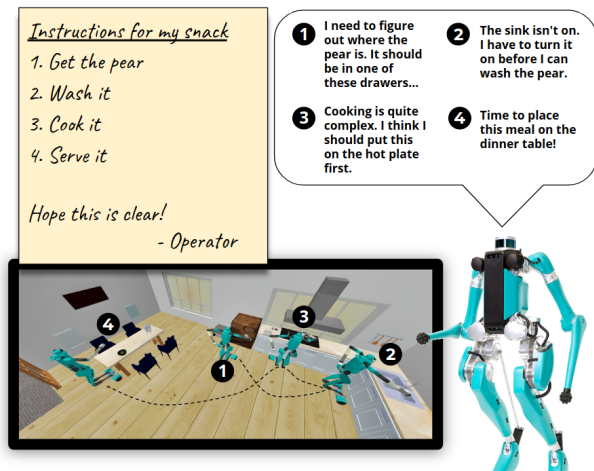 Instructions for my snack
1. Get the pear
2. Wash it
3. Cook it
4. Serve it
Hope this is clear!
- Operator
1 I need to figure
out where the
pear is. It should
be in one of
these drawers...
2 The sink isn't on.
I have to turn it
on before I can
wash the pear.
3 Cooking is quite
complex. I think I
should put this
on the hot plate
first.
4 Time to place
this meal on the
dinner table!
4
3
2
1